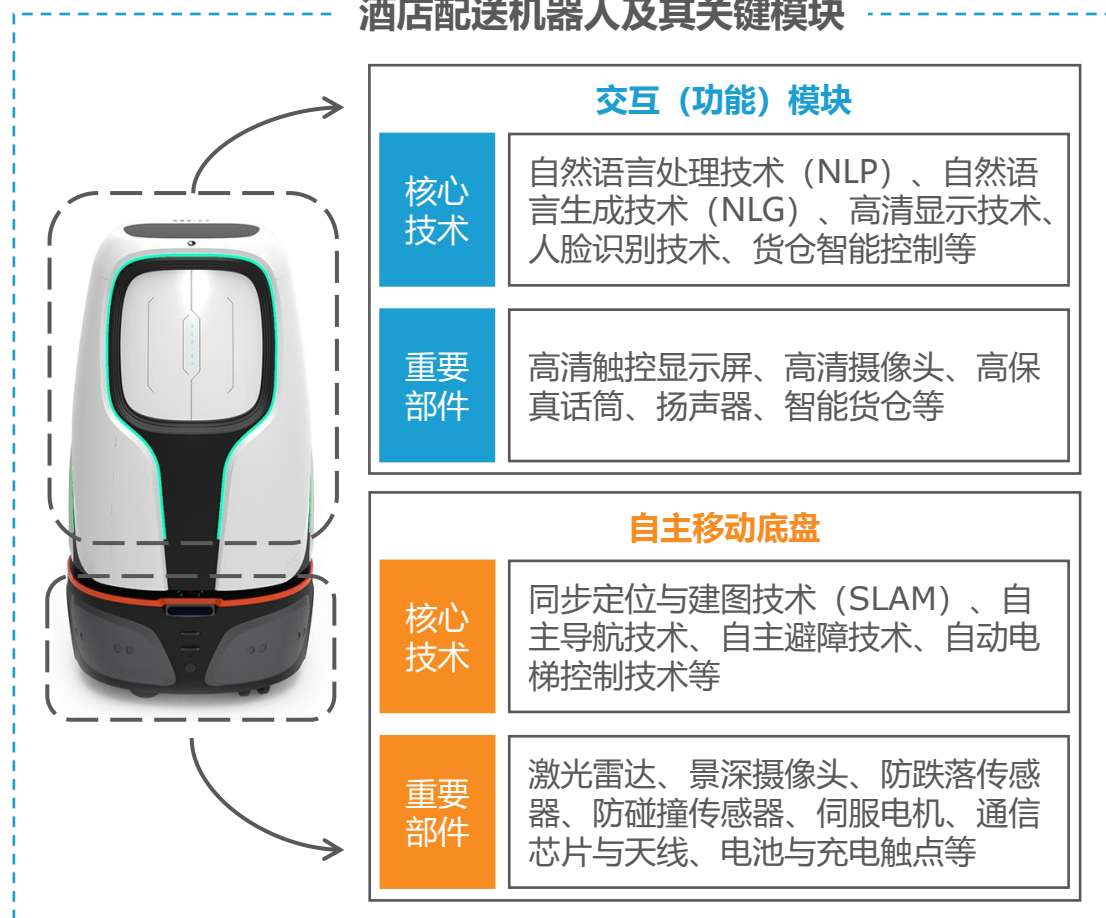 酒店配送机器人及其关键模块
交互（功能）模块
核心
技术
自然语言处理技术（NLP）、自然语
言生成技术（NLG）、高清显示技术、
人脸识别技术、货仓智能控制等
重要
部件
高清触控显示屏、高清摄像头、高保
真话筒、扬声器、智能货仓等
自主移动底盘
核心
技术
同步定位与建图技术（SLAM）、自
主导航技术、自主避障技术、自动电
梯控制技术等
重要
部件
激光雷达、景深摄像头、防跌落传感
器、防碰撞传感器、伺服电机、通信
芯片与天线、电池与充电触点等